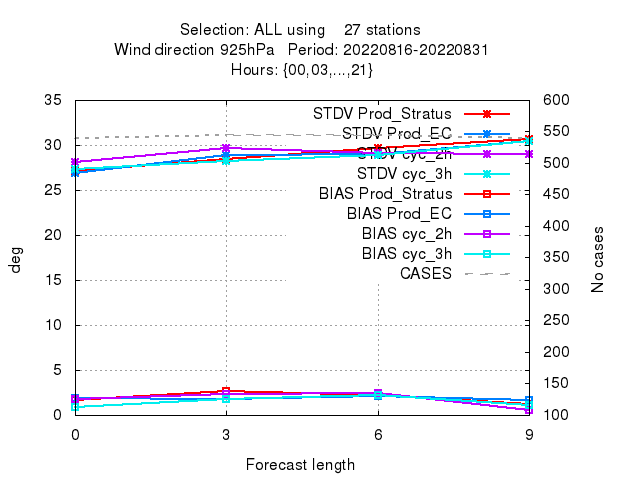 Selection: ALL using 27 stations
Wind direction 925hPa Period: 20220816-20220831
Hours: {00,03,...,21}
35
30
25
20
15
10
5
0
deg
600
550
500
450
400
350
300
250
200
150
100
No cases
STDV Prod_Stratus
STDV Prod_EC
STDV cyc_2h
STDV cyc_3h
BIAS Prod_Stratus
BIAS Prod_EC
BIAS cyc_2h
BIAS cyc_3h
CASES
0 3 6 9
Forecast length